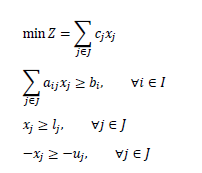 min Z = ∑_{j∈J} c_j x_j
∑_{j∈J} a_{ij} x_j ≥ b_i, ∀i ∈ I
x_j ≥ l_j, ∀j ∈ J
−x_j ≥ −u_j, ∀j ∈ J